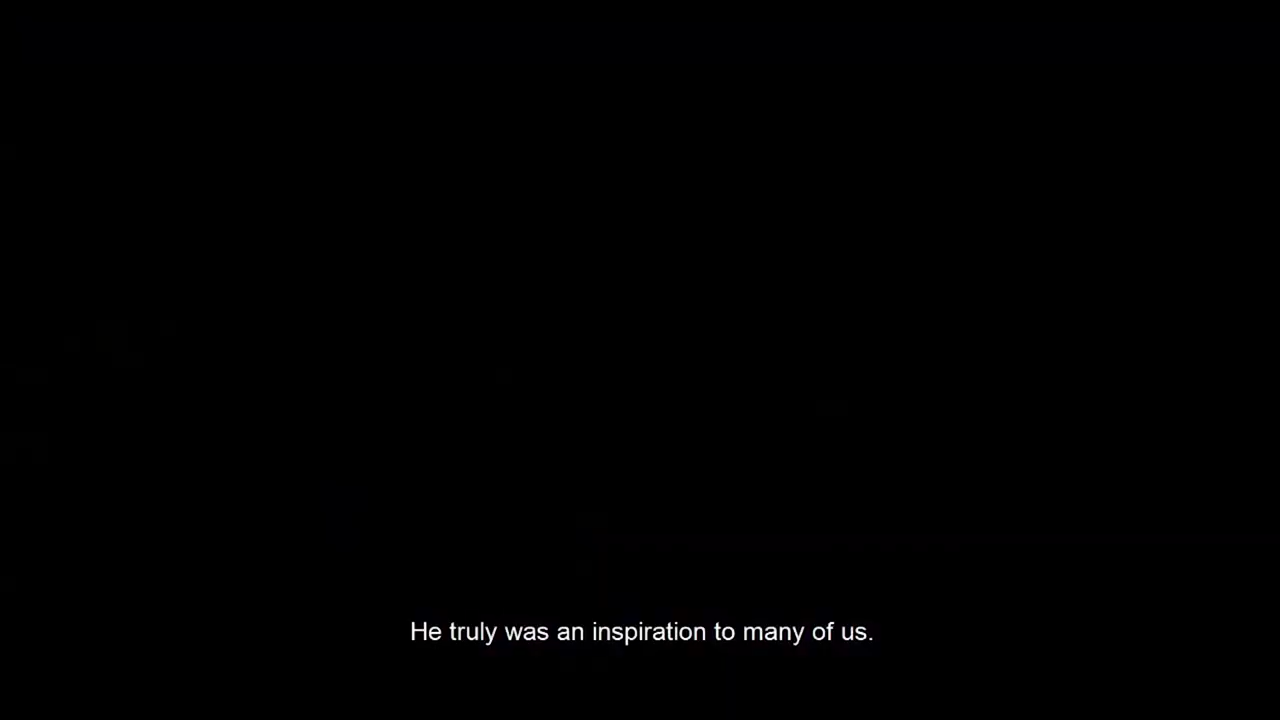 He truly was an inspiration to many of us.